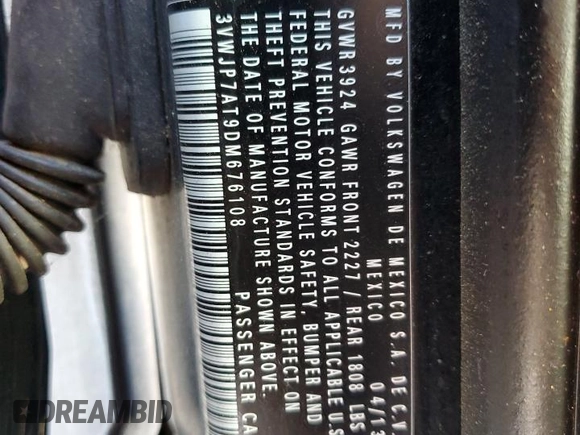 MFD BY VOLKSWAGEN DE MEXICO S.A. DE C.V
MEXICO 04/13
GVWR 3924 GAWR FRONT 2227 / REAR 1808 LBS
THIS VEHICLE CONFORMS TO ALL APPLICABLE U.S
FEDERAL MOTOR VEHICLE SAFETY, BUMPER AND
THEFT PREVENTION STANDARDS IN EFFECT ON
THE DATE OF MANUFACTURE SHOWN ABOVE.
3VWJP7AT9DM676108 PASSENGER CA
DREAMBID